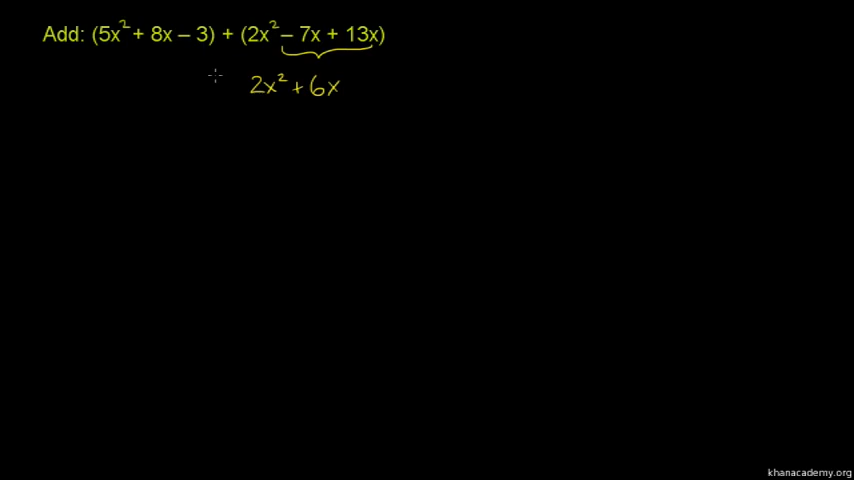 Add: (5x² + 8x – 3) + (2x² – 7x + 13x)
2x² + 6x
khanacademy.org